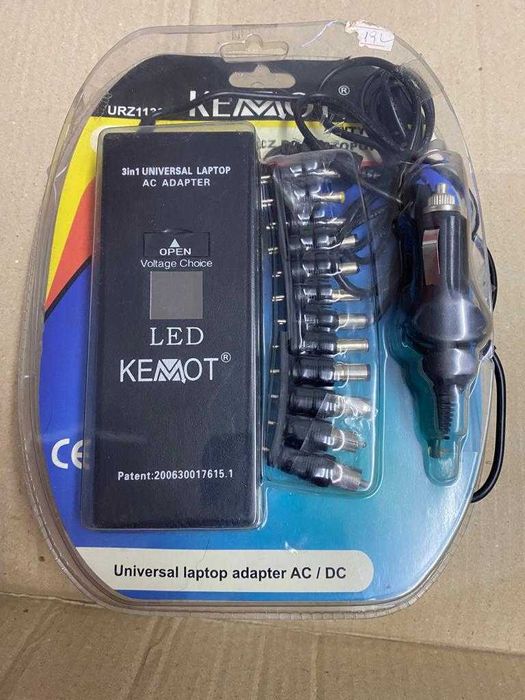 KEMOT®
3in1 UNIVERSAL LAPTOP
AC ADAPTER
OPEN
Voltage Choice
LED
KEMOT®
CE
Patent:200630017615.1
Universal laptop adapter AC / DC